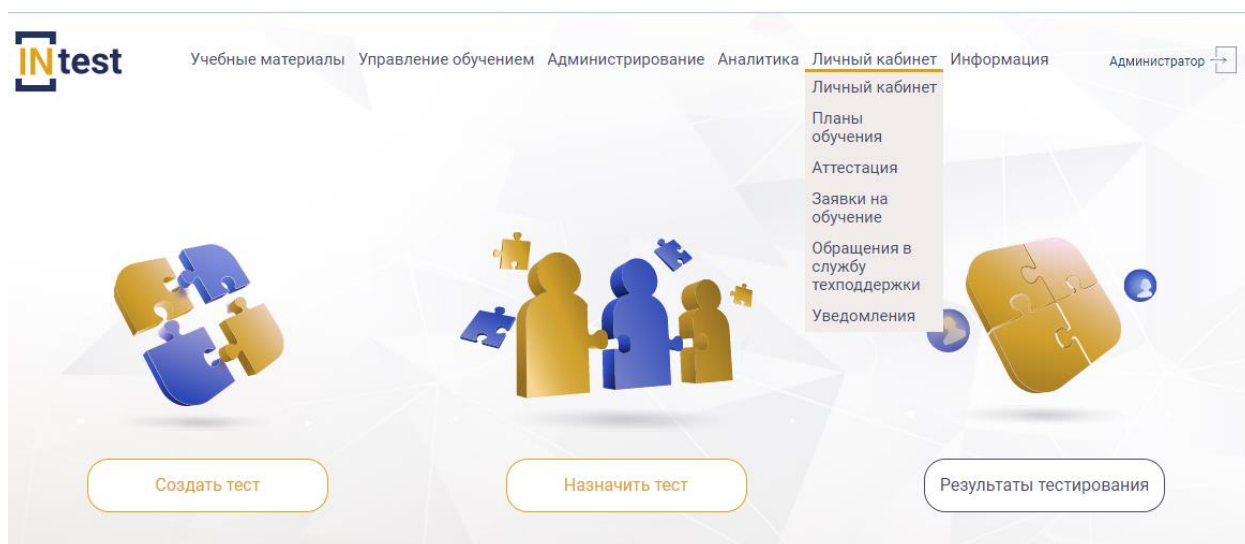 INtest
Учебные материалы Управление обучением Администрирование Аналитика Личный кабинет Информация Администратор
Личный кабинет
Планы
обучения
Аттестация
Заявки на
обучение
Обращения в
службу
техподдержки
Уведомления
Создать тест Назначить тест Результаты тестирования